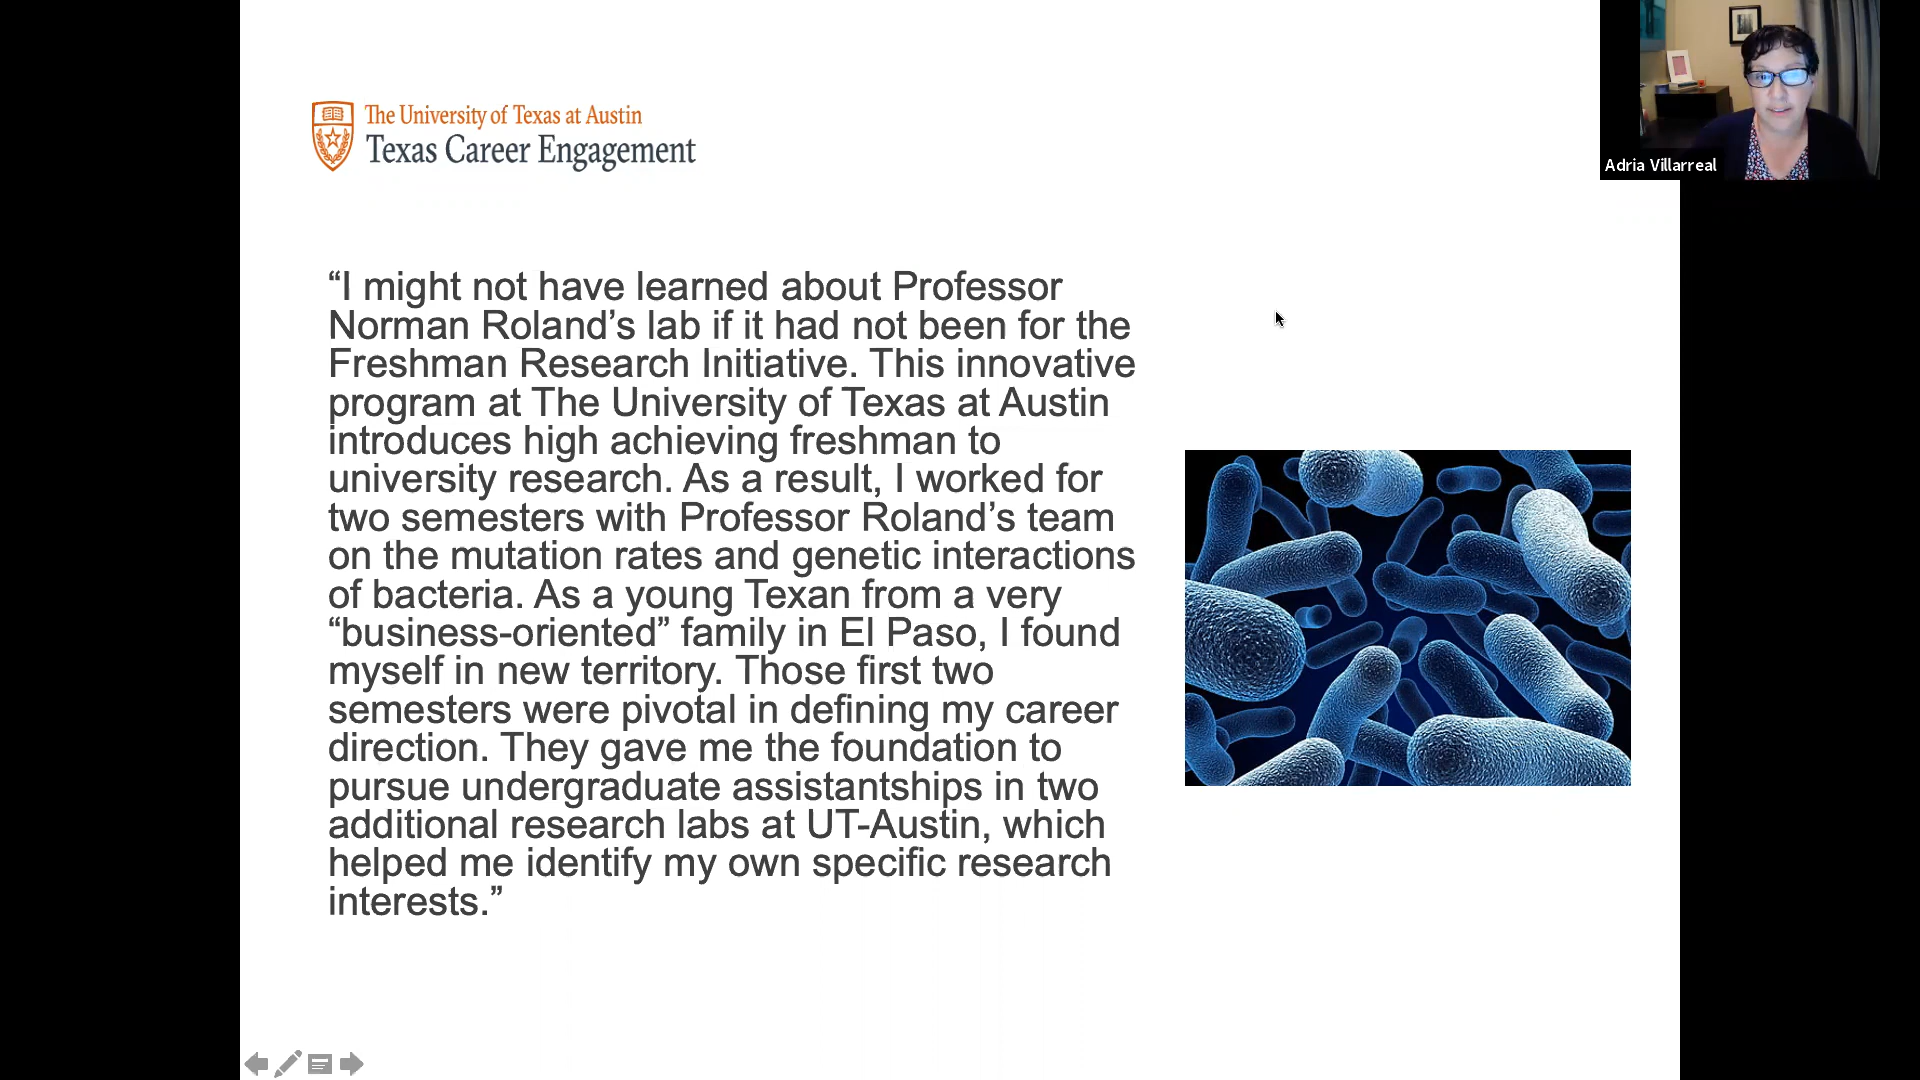 The University of Texas at Austin
Texas Career Engagement
Adria Villarreal
“I might not have learned about Professor
Norman Roland’s lab if it had not been for the
Freshman Research Initiative. This innovative
program at The University of Texas at Austin
introduces high achieving freshman to
university research. As a result, I worked for
two semesters with Professor Roland’s team
on the mutation rates and genetic interactions
of bacteria. As a young Texan from a very
“business-oriented” family in El Paso, I found
myself in new territory. Those first two
semesters were pivotal in defining my career
direction. They gave me the foundation to
pursue undergraduate assistantships in two
additional research labs at UT-Austin, which
helped me identify my own specific research
interests.”